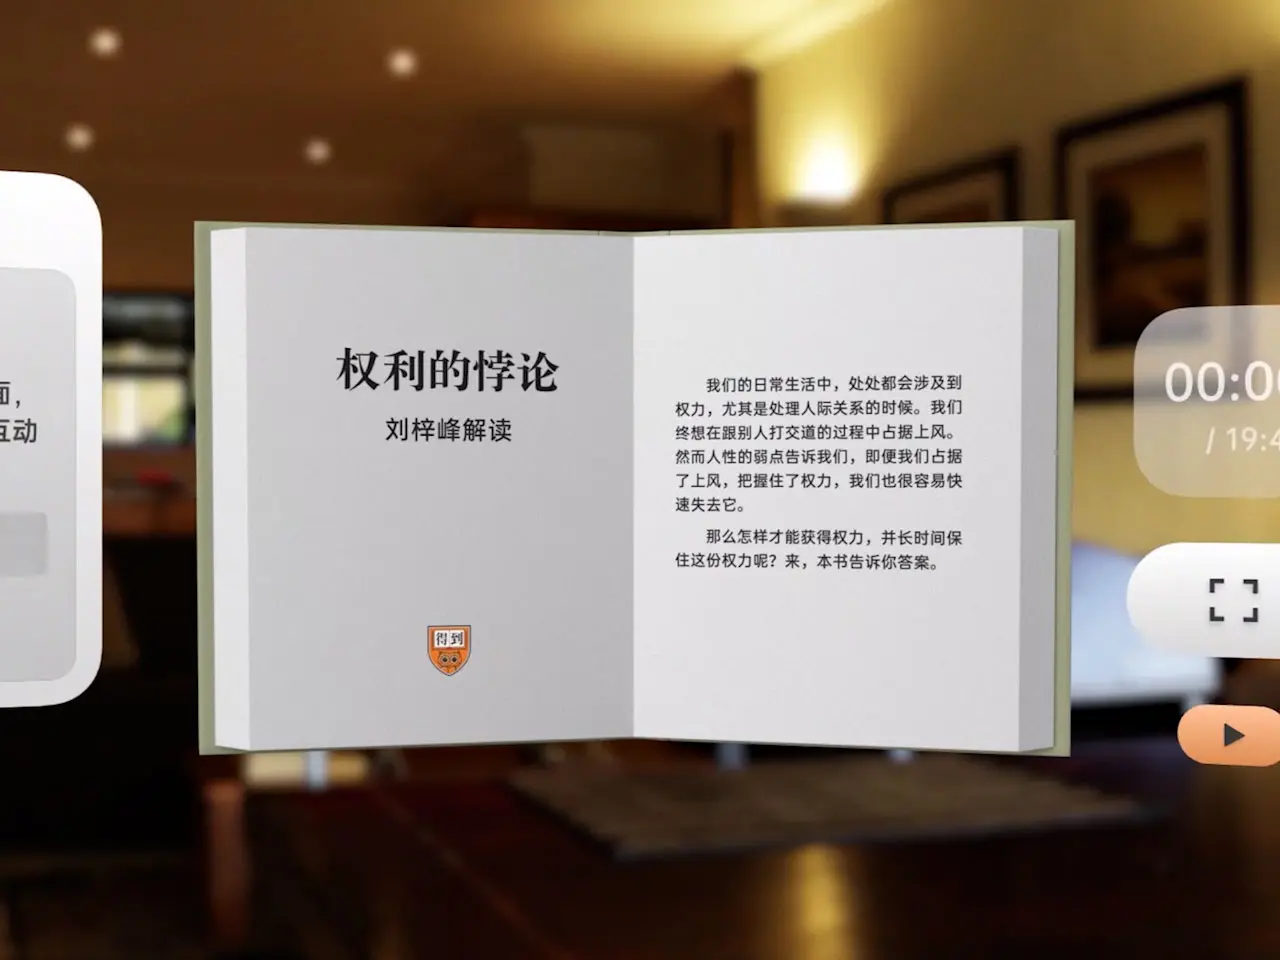 面，
互动
权利的悖论
刘梓峰解读
得到
我们的日常生活中，处处都会涉及到
权力，尤其是处理人际关系的时候。我们
终想在跟别人打交道的过程中占据上风。
然而人性的弱点告诉我们，即便我们占据
了上风，把握住了权力，我们也很容易快
速失去它。
那么怎样才能获得权力，并长时间保
住这份权力呢？来，本书告诉你答案。
00:0
/ 19:4